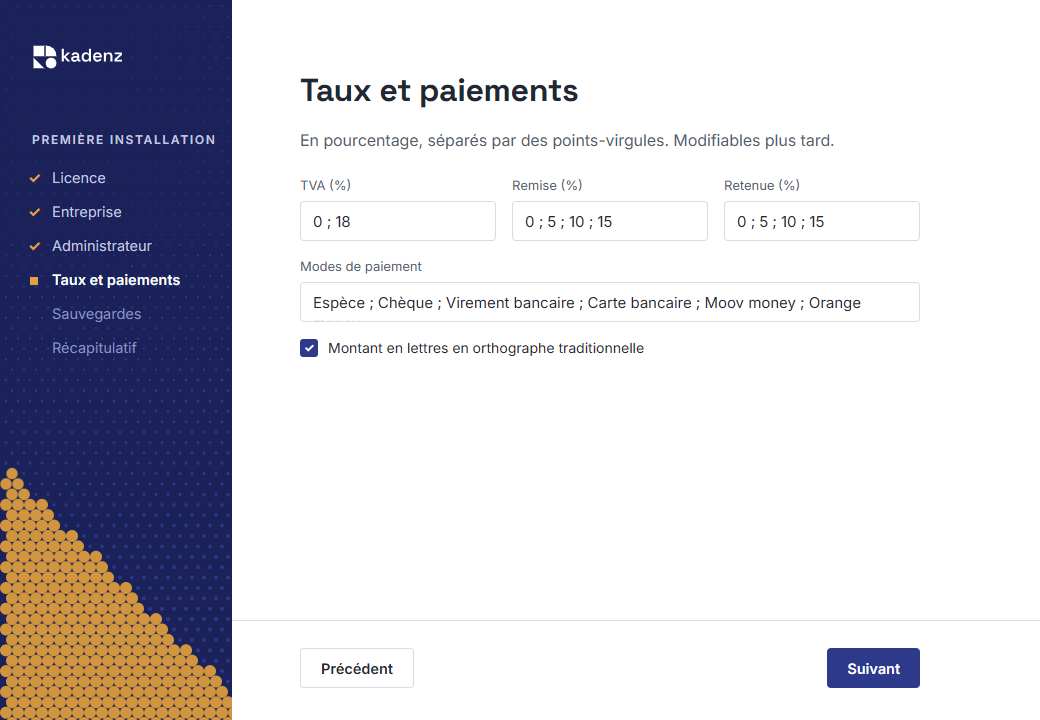 kadenz
PREMIÈRE INSTALLATION
Licence
Entreprise
Administrateur
Taux et paiements
Sauvegardes
Récapitulatif
Taux et paiements
En pourcentage, séparés par des points-virgules. Modifiables plus tard.
TVA (%)
Remise (%)
Retenue (%)
0 ; 18
0 ; 5 ; 10 ; 15
0 ; 5 ; 10 ; 15
Modes de paiement
Espèce ; Chèque ; Virement bancaire ; Carte bancaire ; Moov money ; Orange
Montant en lettres en orthographe traditionnelle
Précédent
Suivant